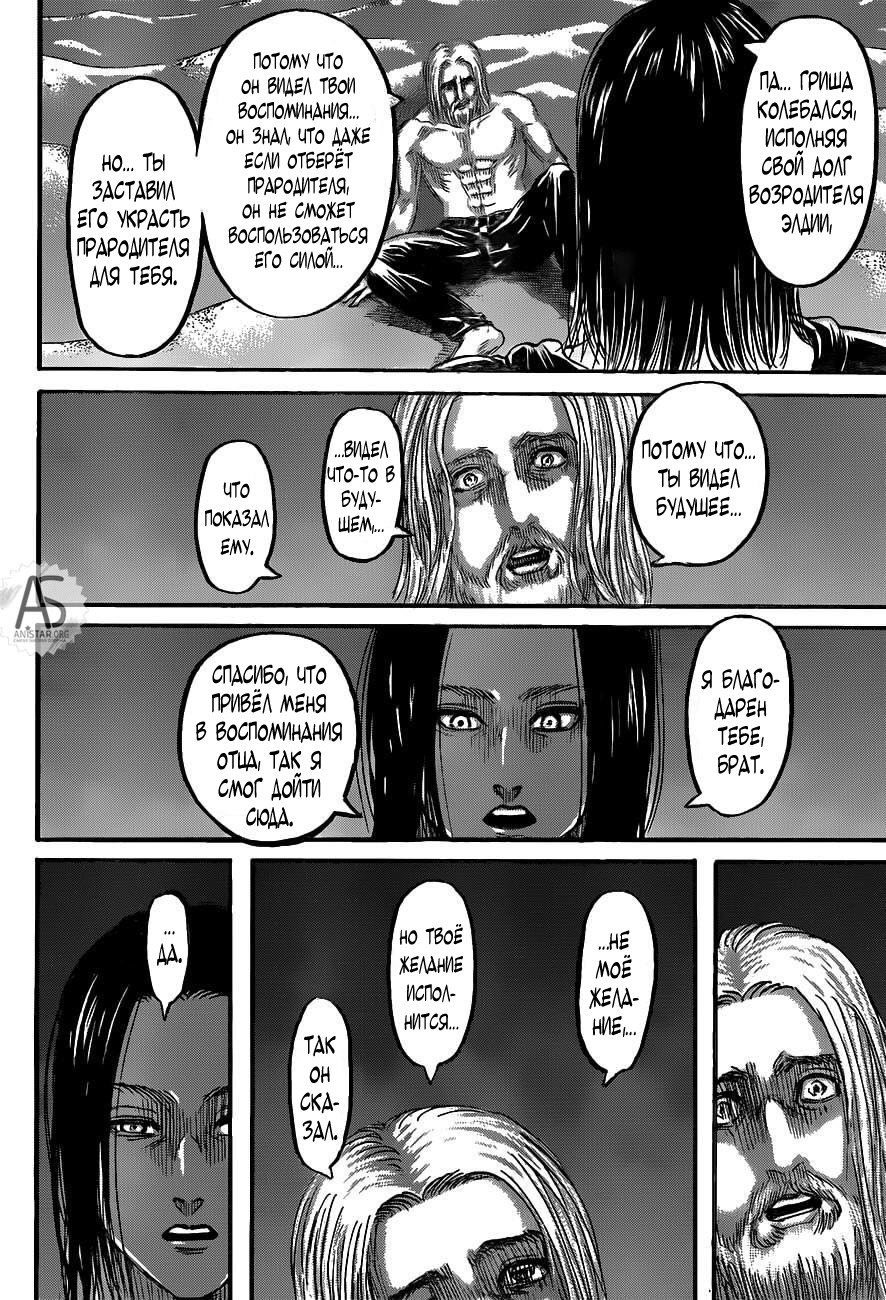 ПА... ГРИША
КОЛЕБАЛСЯ,
ИСПОЛНЯЯ
СВОЙ ДОЛГ
ВОЗРОДИТЕЛЯ
ЭЛДИИ,
ПОТОМУ ЧТО
ОН ВИДЕЛ ТВОИ
ВОСПОМИНАНИЯ...
ОН ЗНАЛ, ЧТО ДАЖЕ
ЕСЛИ ОТБЕРЁТ
ПРАРОДИТЕЛЯ,
ОН НЕ СМОЖЕТ
ВОСПОЛЬЗОВАТЬСЯ
ЕГО СИЛОЙ...
НО... ТЫ
ЗАСТАВИЛ
ЕГО УКРАСТЬ
ПРАРОДИТЕЛЯ
ДЛЯ ТЕБЯ.
ПОТОМУ ЧТО...
ТЫ ВИДЕЛ
БУДУЩЕЕ...
...ВИДЕЛ
ЧТО-ТО В
БУДУ-
ЩЕМ,...
ЧТО
ПОКАЗАЛ
ЕМУ.
Я БЛАГО-
ДАРЕН
ТЕБЕ,
БРАТ.
СПАСИБО, ЧТО
ПРИВЁЛ МЕНЯ
В ВОСПОМИНАНИЯ
ОТЦА, ТАК Я
СМОГ ДОЙТИ
СЮДА.
...НЕ
МОЁ
ЖЕЛА-
НИЕ,...
НО ТВОЁ
ЖЕЛАНИЕ
ИСПОЛ-
НИТСЯ...
ТАК
ОН
СКА-
ЗАЛ.
...
ДА.
AS
ANISTAR.ORG